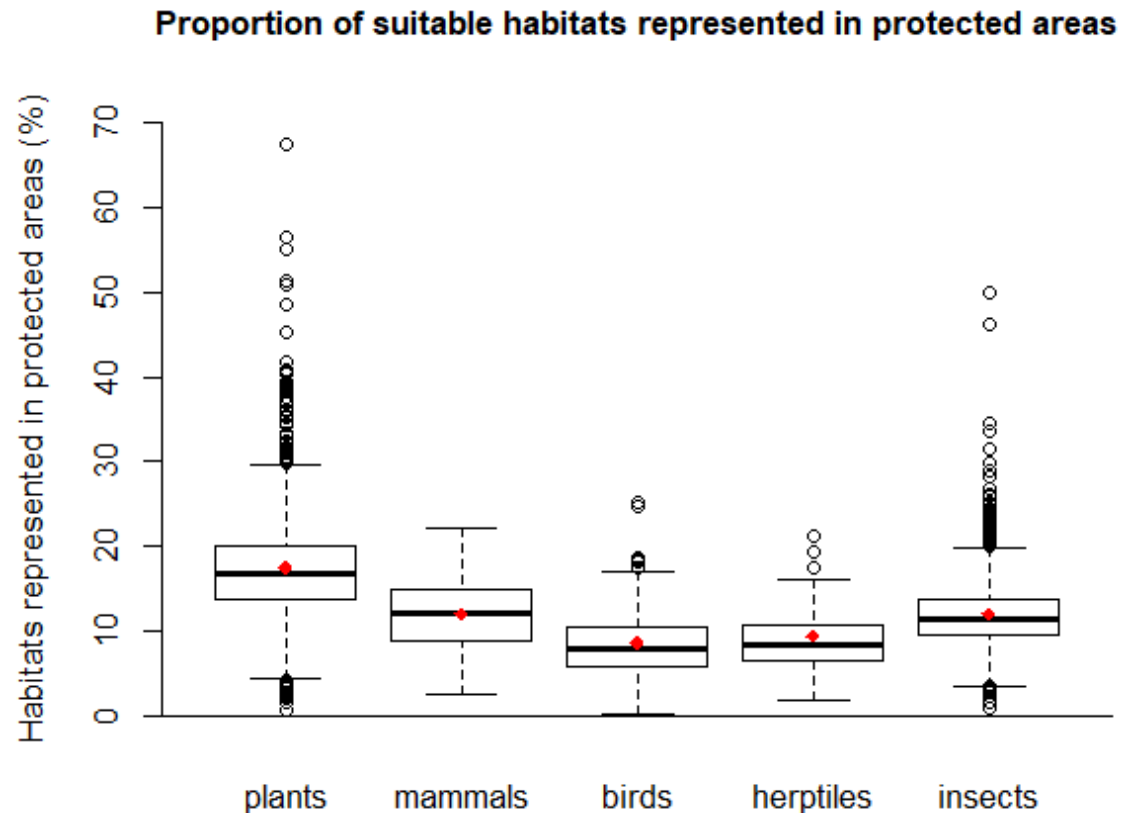 Proportion of suitable habitats represented in protected areas
Habitats represented in protected areas (%)
70
60
50
40
30
20
10
0
plants mammals birds herptiles insects